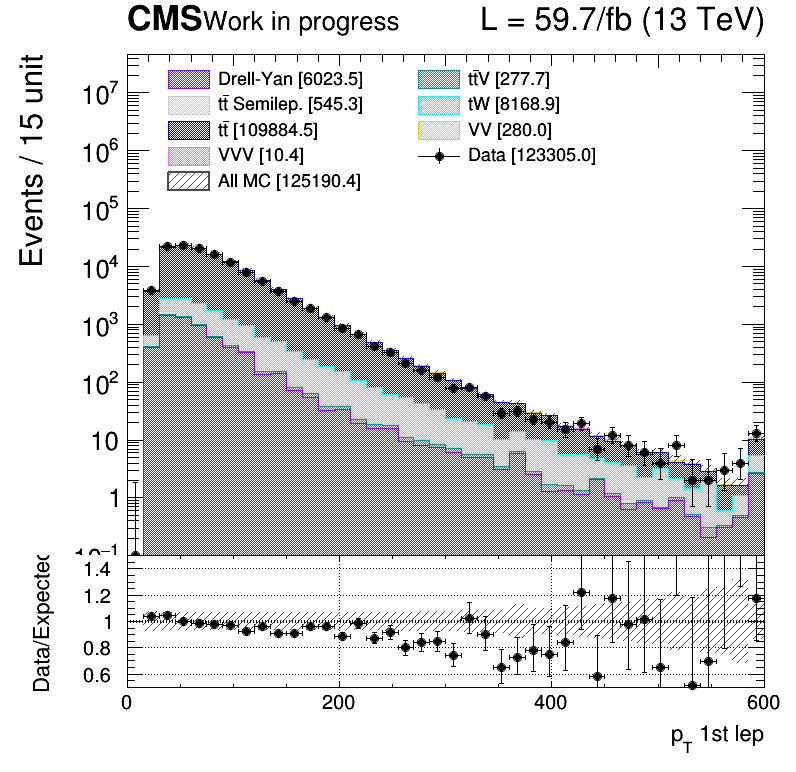 CMS Work in progress L = 59.7/fb (13 TeV)
Events / 15 unit
Drell-Yan [6023.5] tt̄V [277.7]
tt̄ Semilep. [545.3] tW [8168.9]
tt̄ [109884.5] VV [280.0]
VVV [10.4] Data [123305.0]
All MC [125190.4]
10⁷
10⁶
10⁵
10⁴
10³
10²
10
1
10⁻¹
Data/Expected
1.4
1.2
1
0.8
0.6
0 200 400 600
p_T 1st lep